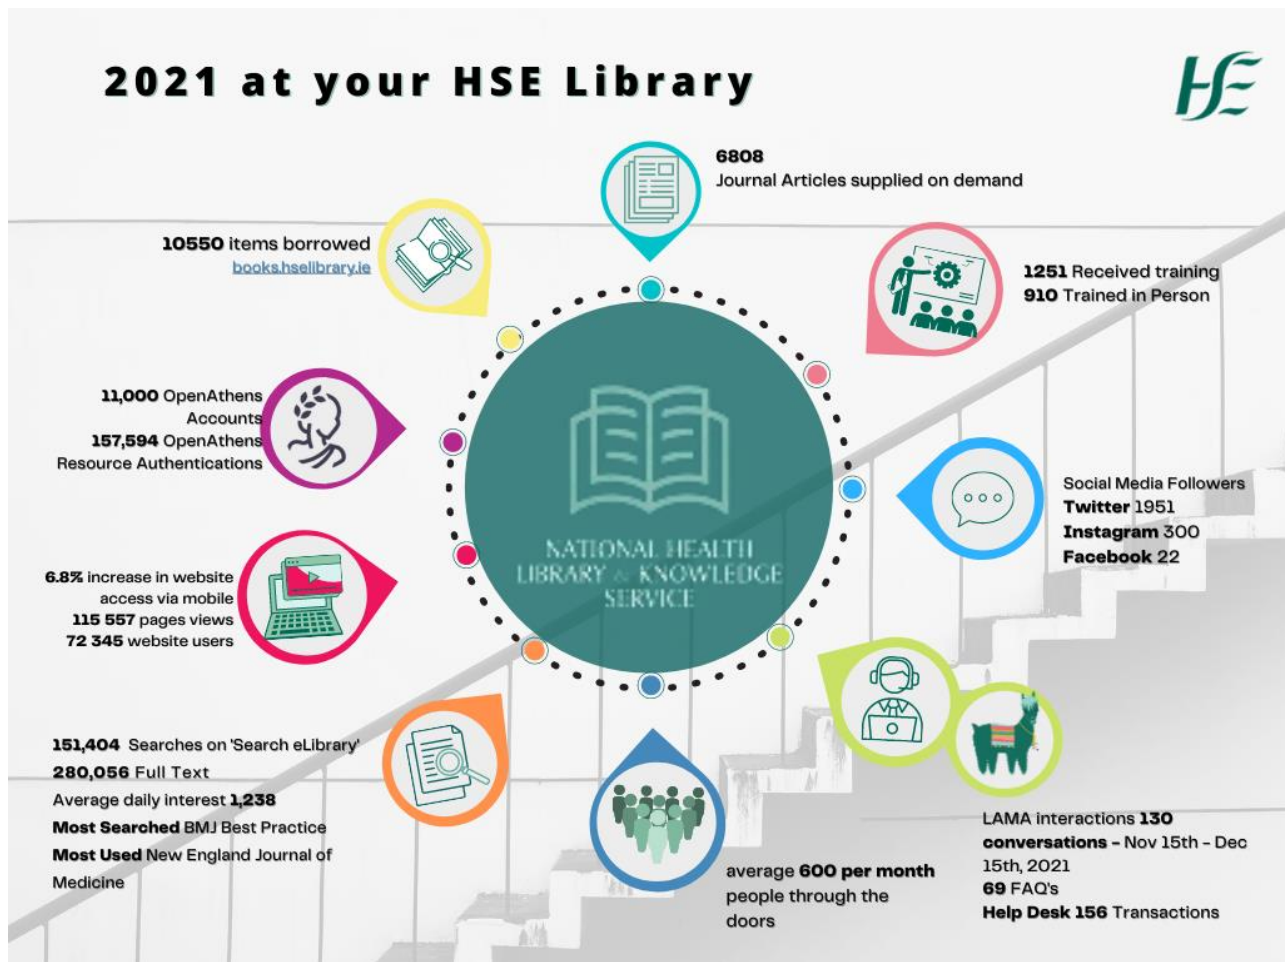 2021 at your HSE Library
HSE
6808
Journal Articles supplied on demand
10550 items borrowed
books.hselibrary.ie
1251 Received training
910 Trained in Person
11,000 OpenAthens
Accounts
157,594 OpenAthens
Resource Authentications
Social Media Followers
Twitter 1951
Instagram 300
Facebook 22
NATIONAL HEALTH
LIBRARY & KNOWLEDGE
SERVICE
6.8% increase in website
access via mobile
115 557 pages views
72 345 website users
151,404 Searches on 'Search eLibrary'
280,056 Full Text
Average daily interest 1,238
Most Searched BMJ Best Practice
Most Used New England Journal of
Medicine
average 600 per month
people through the
doors
LAMA interactions 130
conversations - Nov 15th - Dec
15th, 2021
69 FAQ's
Help Desk 156 Transactions